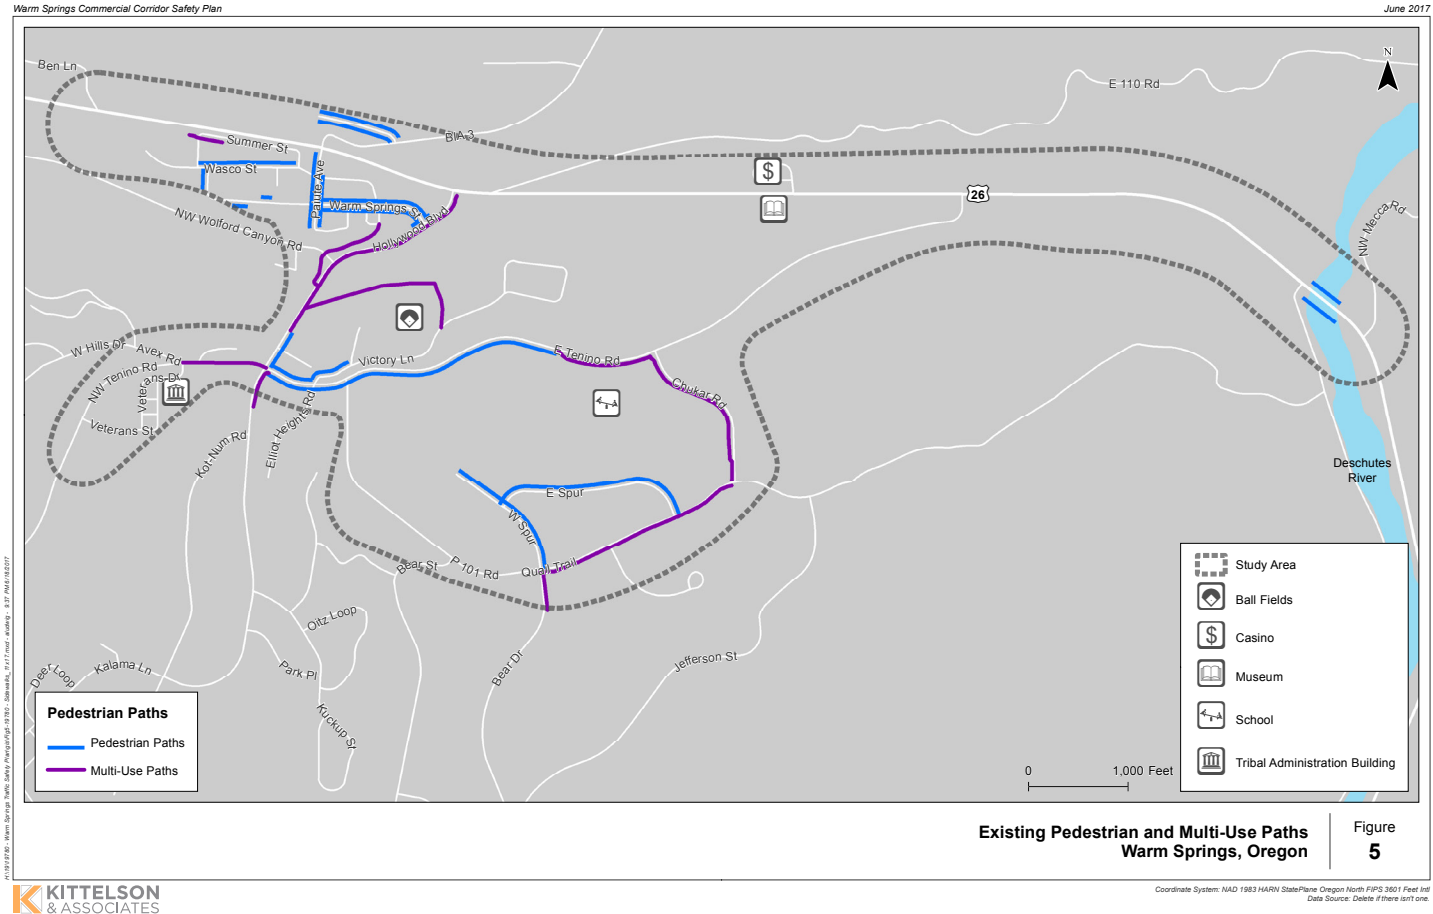 Warm Springs Commercial Corridor Safety Plan
June 2017
Ben Ln
N
E 110 Rd
BIA 3
Summer St
Wasco St
Paiute Ave
$
26
Warm Springs St
NW Wolford Canyon Rd
Hollywood Blvd
NW Mecca Rd
W Hills Dr
Avex Rd
Victory Ln
E Tenino Rd
NW Tenino Rd
Veterans Dr
Chukar Rd
Veterans St
Kot-Num Rd
Elliot Heights Rd
Deschutes
River
E Spur
W Spur
Bear St
P 101 Rd
Quail Trail
Oitz Loop
Deer Loop
Kalama Ln
Park Pl
Bear Dr
Jefferson St
Kuckup St
Pedestrian Paths
Pedestrian Paths
Multi-Use Paths
0
1,000 Feet
Study Area
Ball Fields
$
Casino
Museum
School
Tribal Administration Building
Existing Pedestrian and Multi-Use Paths
Warm Springs, Oregon
Figure
5
KITTELSON
& ASSOCIATES
Coordinate System: NAD 1983 HARN StatePlane Oregon North FIPS 3601 Feet Intl
Data Source: Delete if there isn't one.